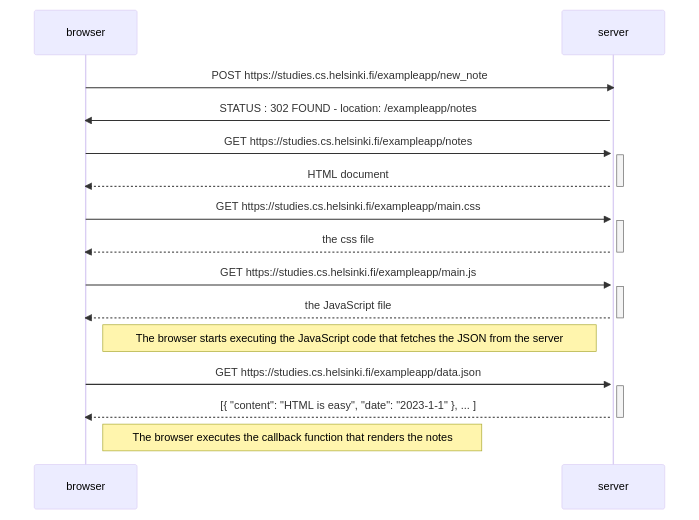 browser
server
POST https://studies.cs.helsinki.fi/exampleapp/new_note
STATUS : 302 FOUND - location: /exampleapp/notes
GET https://studies.cs.helsinki.fi/exampleapp/notes
HTML document
GET https://studies.cs.helsinki.fi/exampleapp/main.css
the css file
GET https://studies.cs.helsinki.fi/exampleapp/main.js
the JavaScript file
The browser starts executing the JavaScript code that fetches the JSON from the server
GET https://studies.cs.helsinki.fi/exampleapp/data.json
[{ "content": "HTML is easy", "date": "2023-1-1" }, ... ]
The browser executes the callback function that renders the notes
browser
server